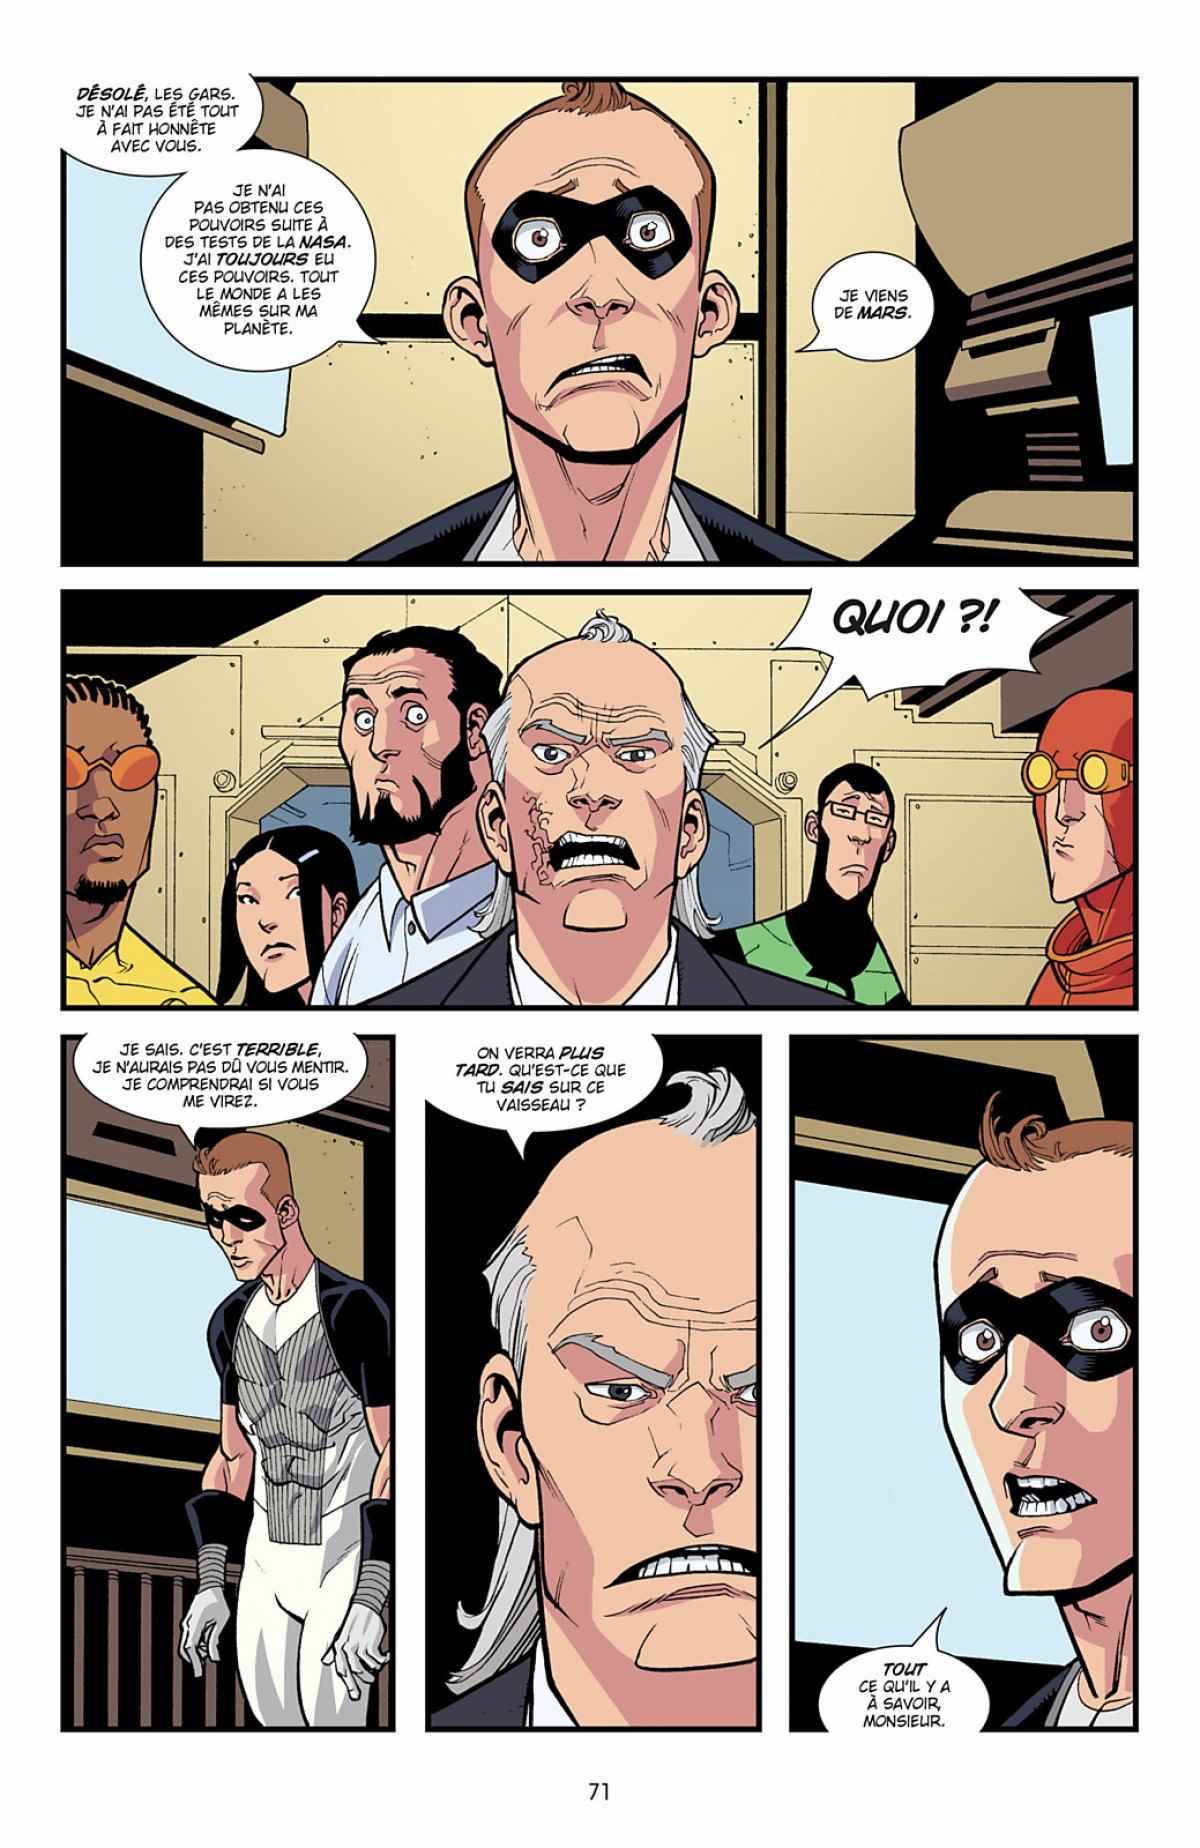 DÉSOLÉ, LES GARS.
JE N'AI PAS ÉTÉ TOUT
À FAIT HONNÊTE
AVEC VOUS.
JE N'AI
PAS OBTENU CES
POUVOIRS SUITE À
DES TESTS DE LA NASA.
J'AI TOUJOURS EU
CES POUVOIRS. TOUT
LE MONDE A LES
MÊMES SUR MA
PLANÈTE.
JE VIENS
DE MARS.
QUOI ?!
JE SAIS. C'EST TERRIBLE,
JE N'AURAIS PAS DÛ VOUS MENTIR.
JE COMPRENDRAI SI VOUS
ME VIREZ.
ON VERRA PLUS
TARD. QU'EST-CE QUE
TU SAIS SUR CE
VAISSEAU ?
TOUT
CE QU'IL Y A
À SAVOIR,
MONSIEUR.
71